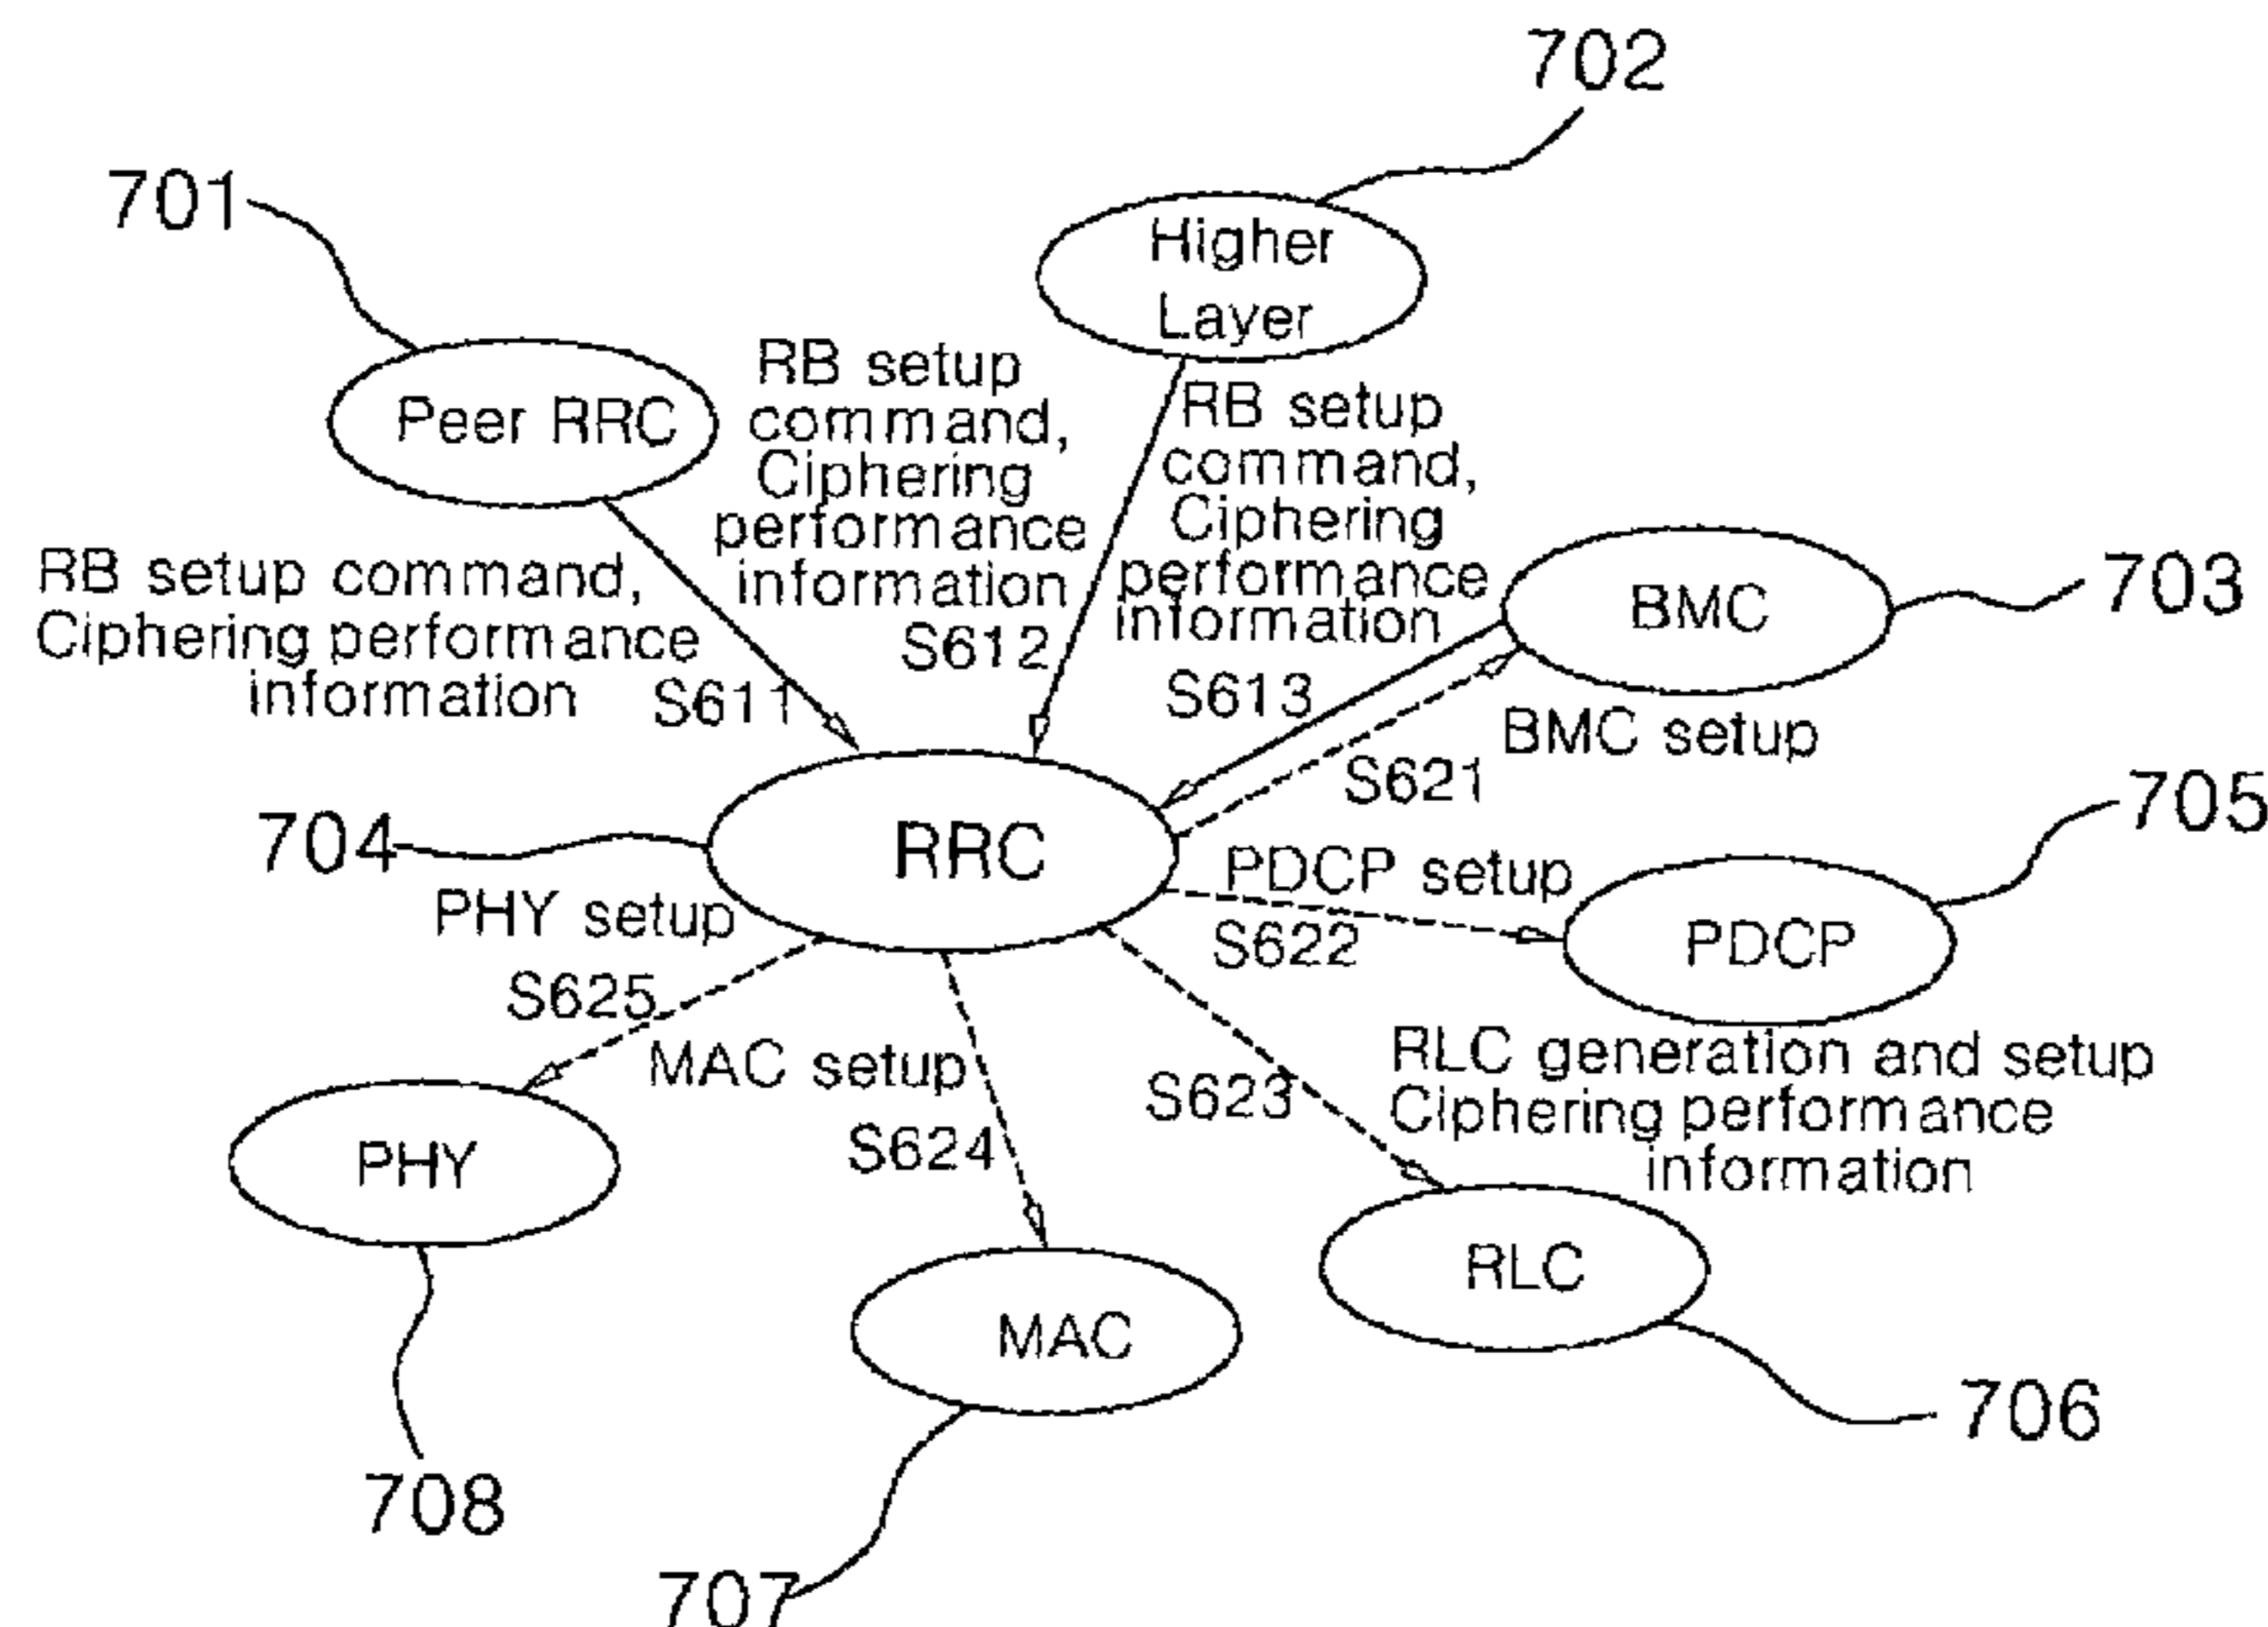 702
701
Higher
Layer
Peer RRC
RB setup
command,
Ciphering
performance
information
S612
RB setup
command,
Ciphering
performance
information
S613
RB setup command,
Ciphering performance
information
S611
BMC
703
BMC setup
S621
705
704
RRC
PDCP setup
S622
PDCP
PHY setup
S625
MAC setup
S624
S623
RLC generation and setup
Ciphering performance
information
PHY
RLC
MAC
706
708
707